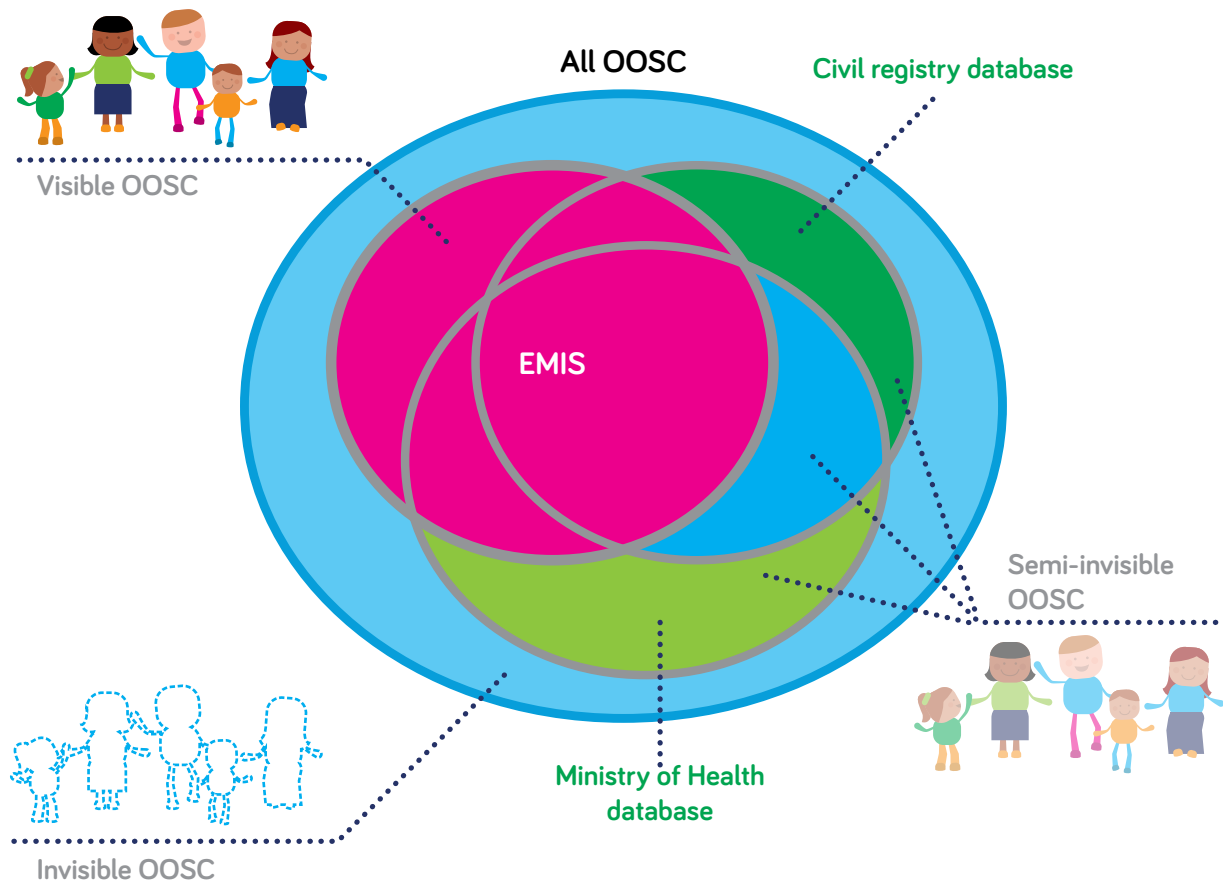 All OOSC
Civil registry database
Visible OOSC
EMIS
Semi-invisible
OOSC
Ministry of Health
database
Invisible OOSC